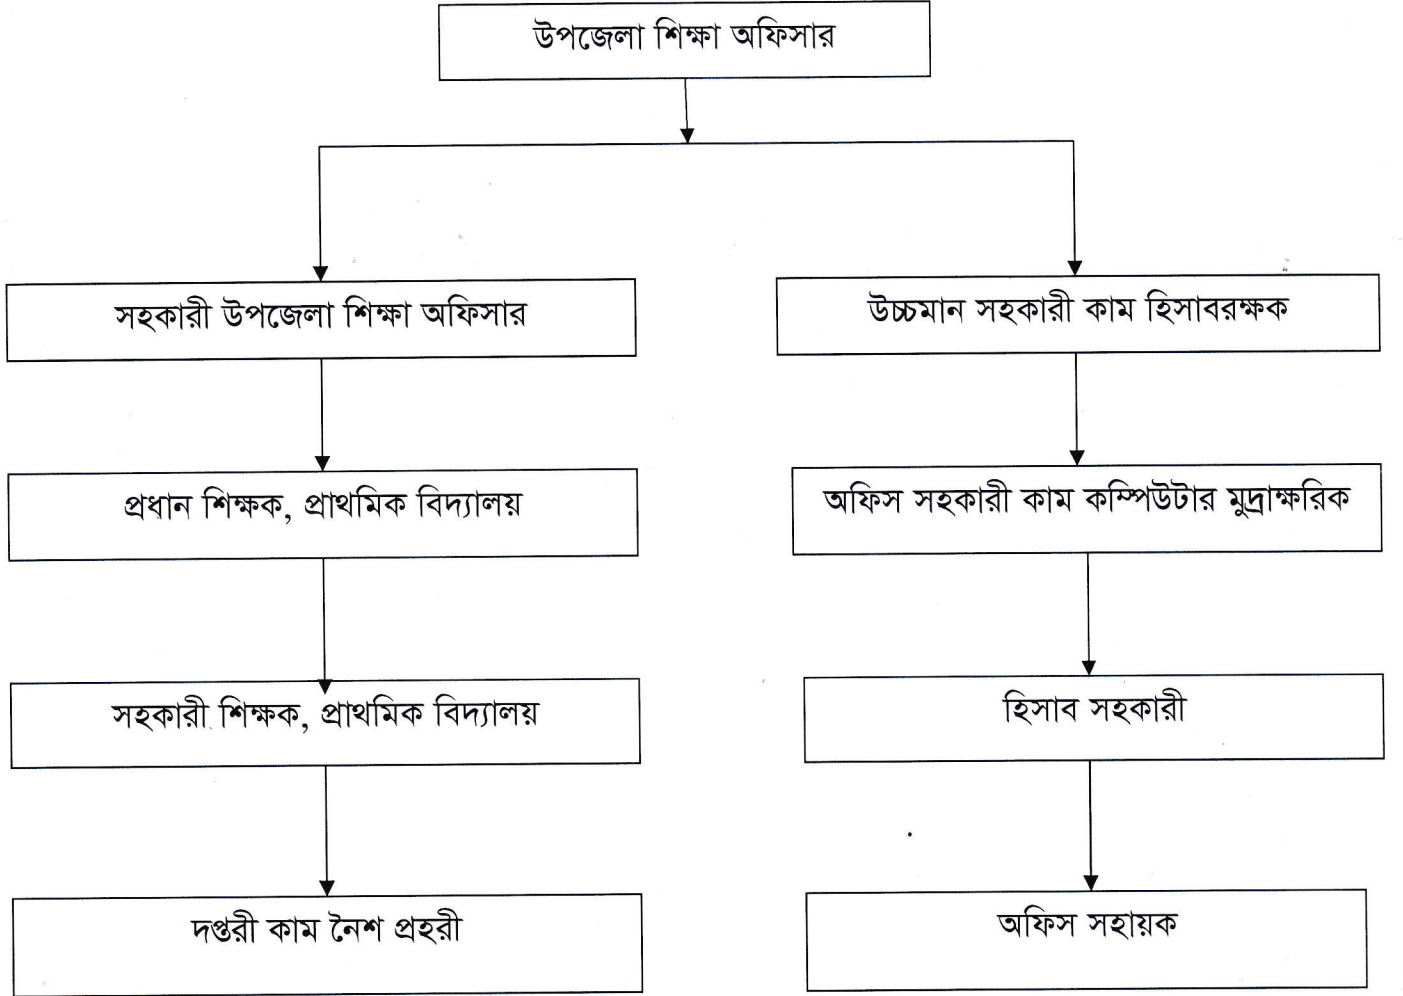 উপজেলা শিক্ষা অফিসার
সহকারী উপজেলা শিক্ষা অফিসার
উচ্চমান সহকারী কাম হিসাবরক্ষক
প্রধান শিক্ষক, প্রাথমিক বিদ্যালয়
অফিস সহকারী কাম কম্পিউটার মুদ্রাক্ষরিক
সহকারী শিক্ষক, প্রাথমিক বিদ্যালয়
হিসাব সহকারী
দপ্তরী কাম নৈশ প্রহরী
অফিস সহায়ক